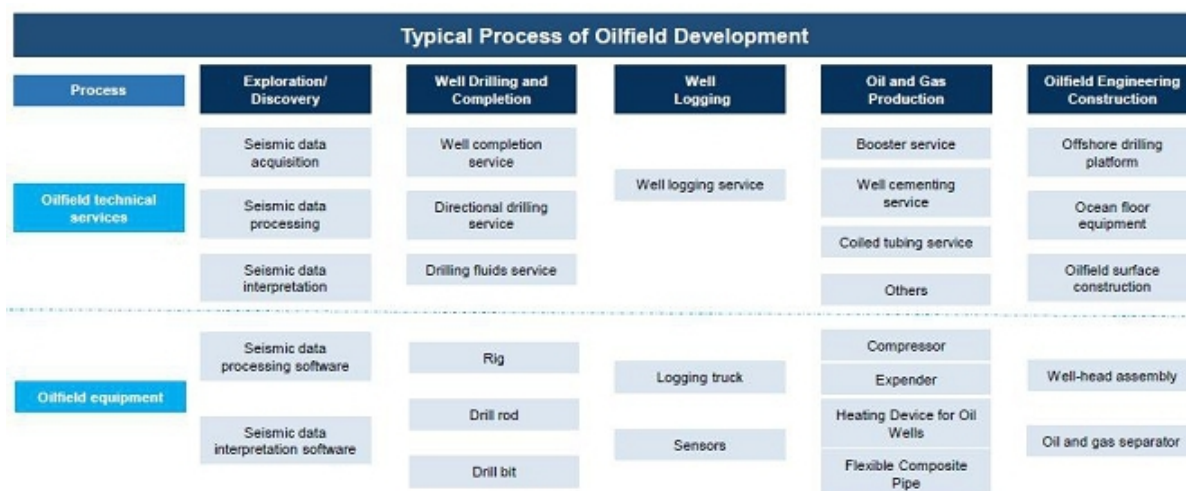 Typical Process of Oilfield Development
Process
Exploration/
Discovery
Well Drilling and
Completion
Well
Logging
Oil and Gas
Production
Oilfield Engineering
Construction
Oilfield technical
services
Seismic data
acquisition
Seismic data
processing
Seismic data
interpretation
Well completion
service
Directional drilling
service
Drilling fluids service
Well logging service
Booster service
Well cementing
service
Coiled tubing service
Others
Offshore drilling
platform
Ocean floor
equipment
Oilfield surface
construction
Oilfield equipment
Seismic data
processing software
Seismic data
interpretation software
Rig
Drill rod
Drill bit
Logging truck
Sensors
Compressor
Expender
Heating Device for Oil
Wells
Flexible Composite
Pipe
Well-head assembly
Oil and gas separator